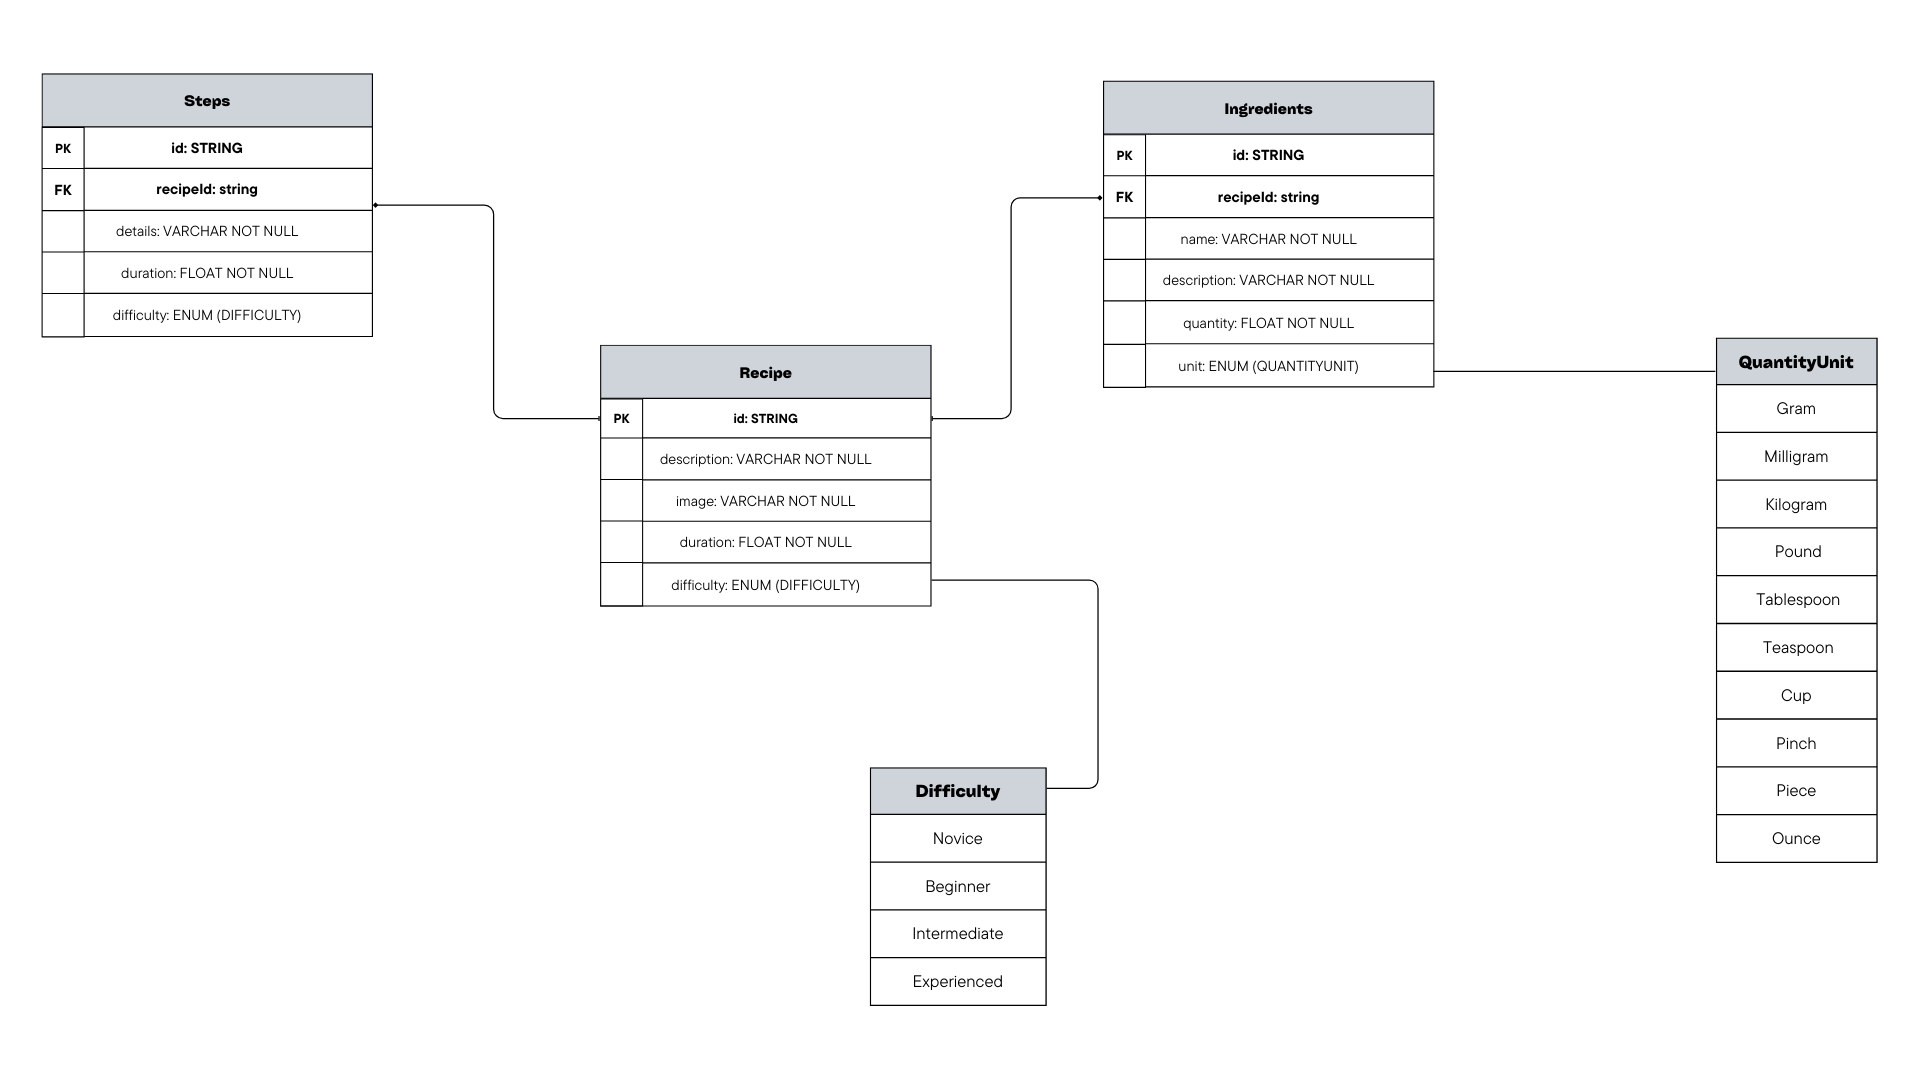 Steps
PK id: STRING
FK recipeId: string
details: VARCHAR NOT NULL
duration: FLOAT NOT NULL
difficulty: ENUM (DIFFICULTY)
Ingredients
PK id: STRING
FK recipeId: string
name: VARCHAR NOT NULL
description: VARCHAR NOT NULL
quantity: FLOAT NOT NULL
unit: ENUM (QUANTITYUNIT)
Recipe
PK id: STRING
description: VARCHAR NOT NULL
image: VARCHAR NOT NULL
duration: FLOAT NOT NULL
difficulty: ENUM (DIFFICULTY)
QuantityUnit
Gram
Milligram
Kilogram
Pound
Tablespoon
Teaspoon
Cup
Pinch
Piece
Ounce
Difficulty
Novice
Beginner
Intermediate
Experienced